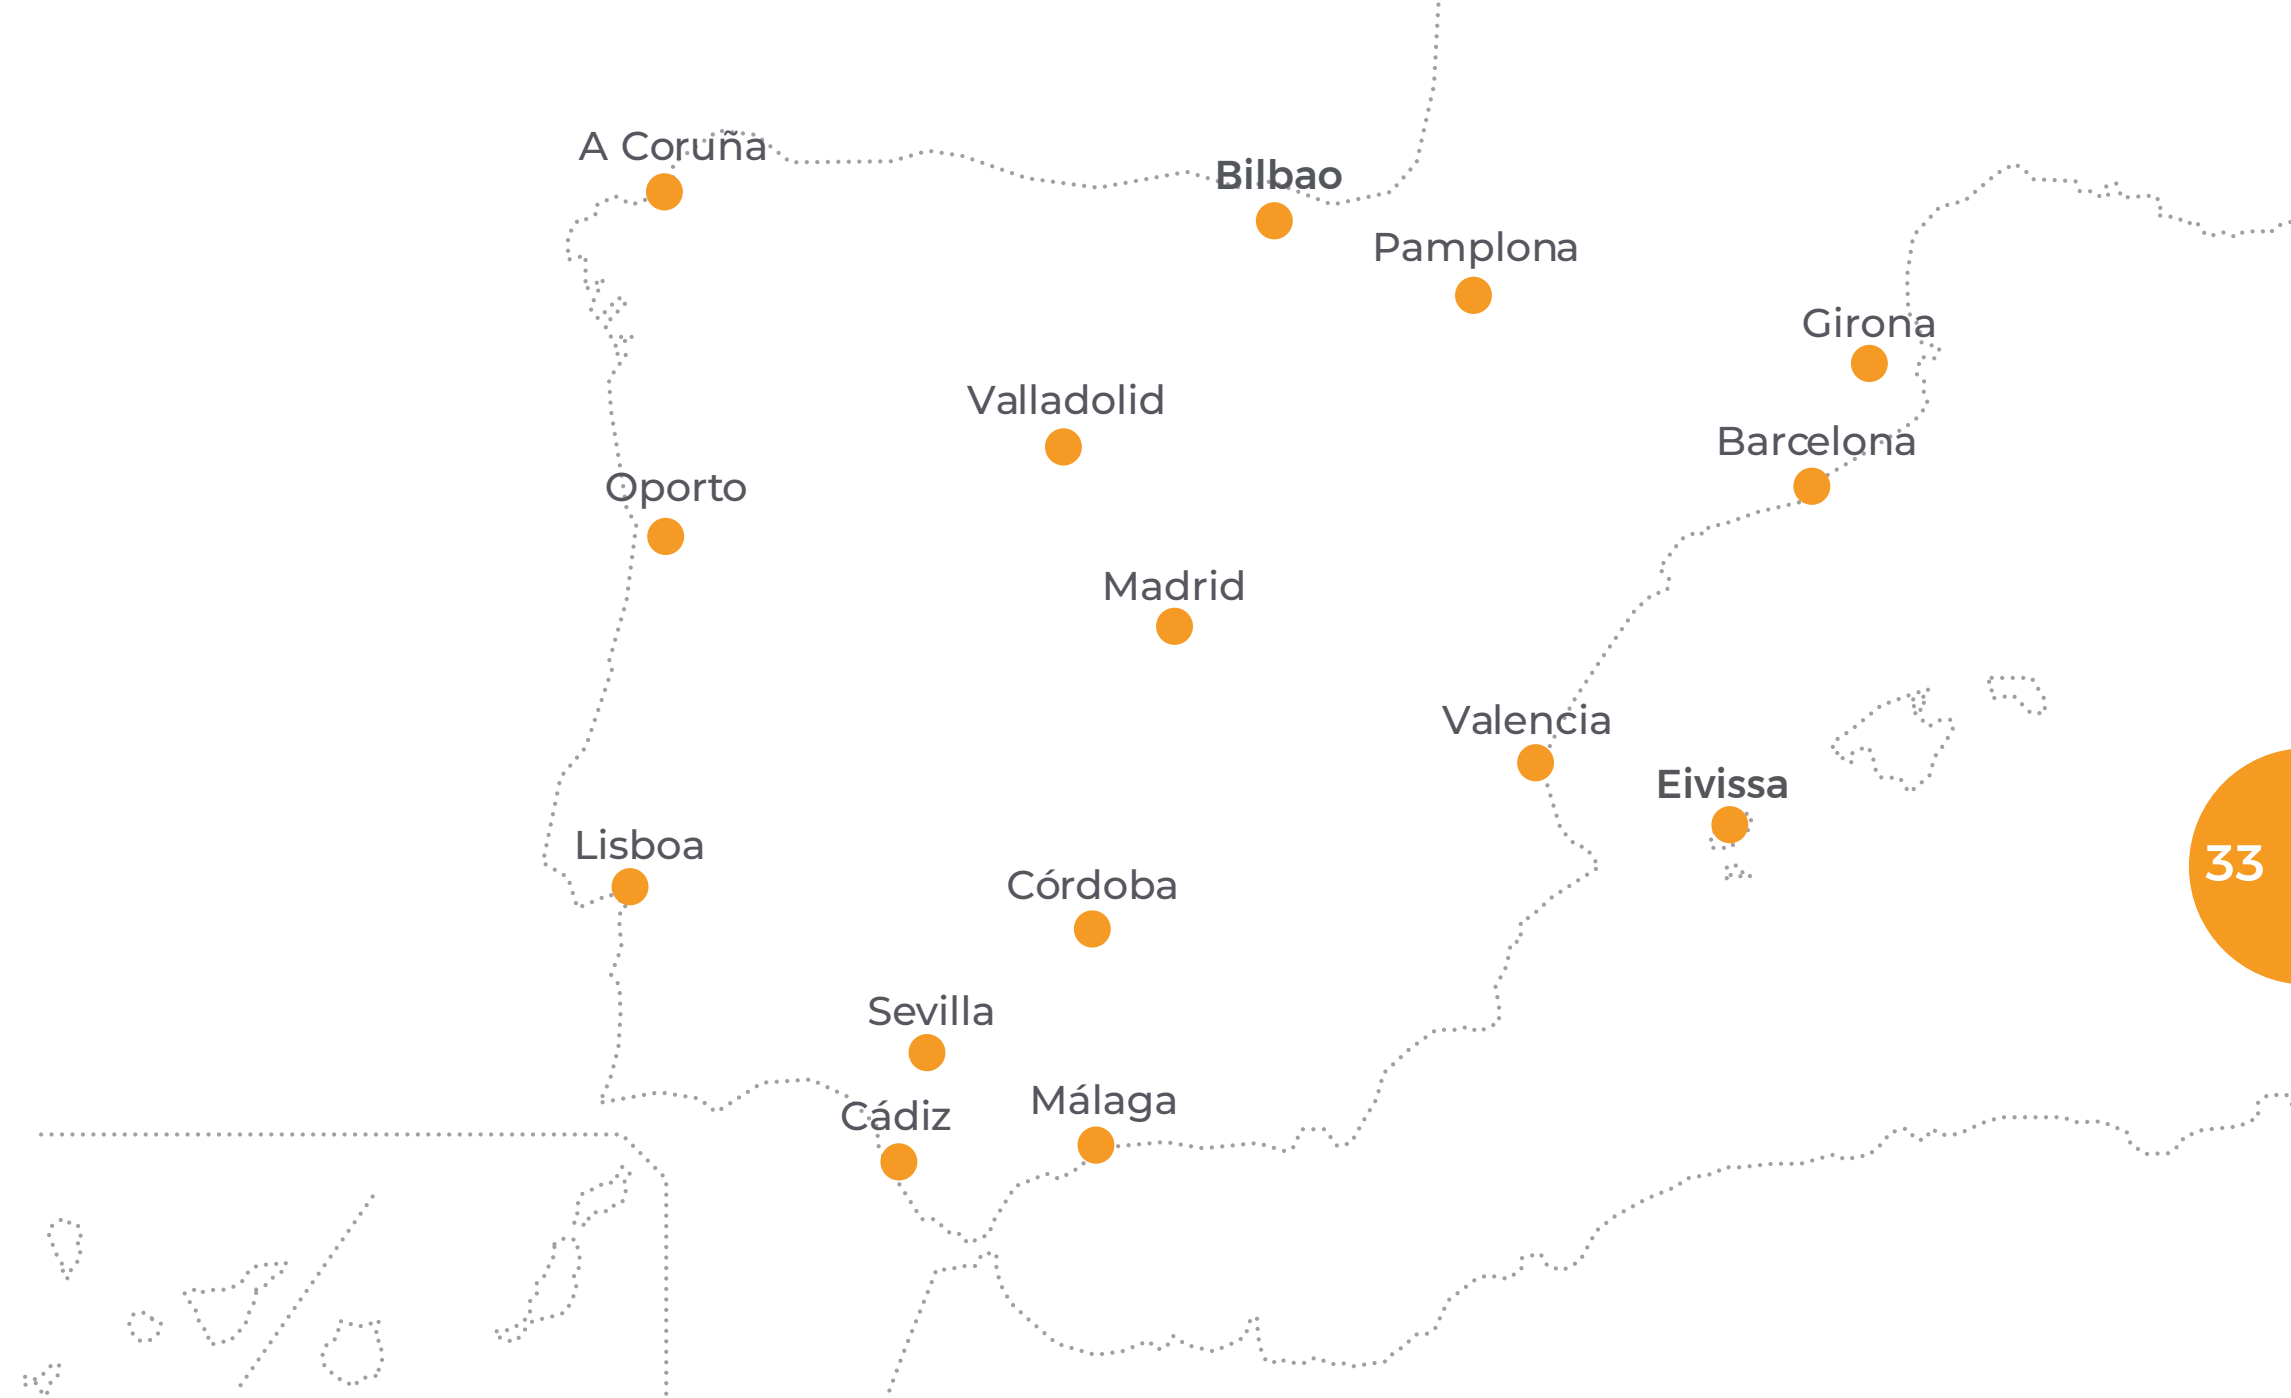 A Coruña
Bilbao
Pamplona
Girona
Valladolid
Barcelona
Oporto
Madrid
Valencia
Eivissa
Lisboa
33
Córdoba
Sevilla
Málaga
Cádiz